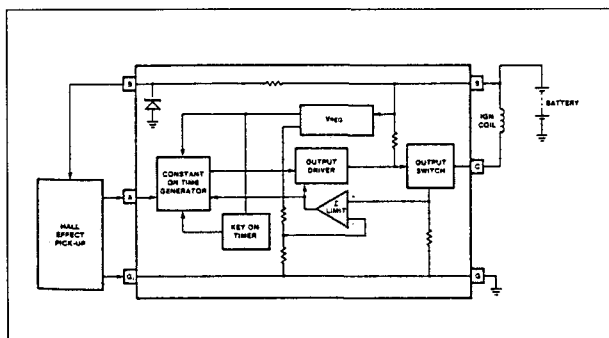 B
B
BATTERY
IGN
COIL
VREG
CONSTANT
ON TIME
GENERATOR
OUTPUT
DRIVER
OUTPUT
SWITCH
C
HALL
EFFECT
PICK-UP
A
I
LIMIT
KEY ON
TIMER
G
G